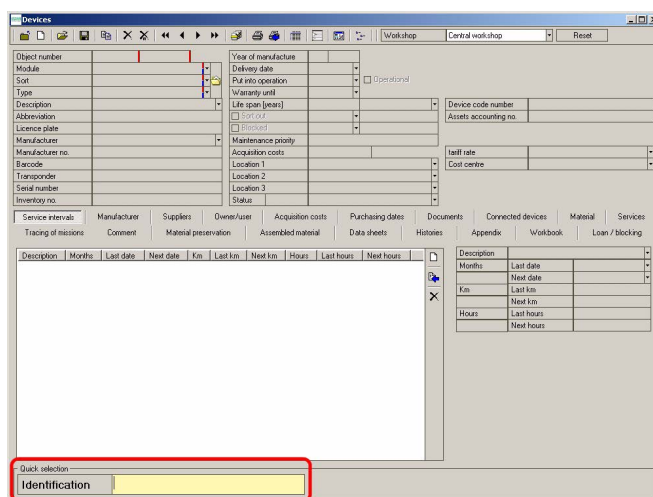 Devices
Workshop Central workshop Reset
Object number Year of manufacture
Module Delivery date
Sort Put into operation Operational
Type Warranty until
Description Life span [years] Device code number
Abbreviation Sort out Assets accounting no.
Licence plate Blocked
Manufacturer Maintenance priority
Manufacturer no. Acquisition costs tariff rate
Barcode Location 1 Cost centre
Transponder Location 2
Serial number Location 3
Inventory no. Status
Service intervals Manufacturer Suppliers Owner/user Acquisition costs Purchasing dates Documents Connected devices Material Services
Tracing of missions Comment Material preservation Assembled material Data sheets Histories Appendix Workbook Loan / blocking
Description Months Last date Next date Km Last km Next km Hours Last hours Next hours
Description
Months Last date
Next date
Km Last km
Next km
Hours Last hours
Next hours
Quick selection
Identification